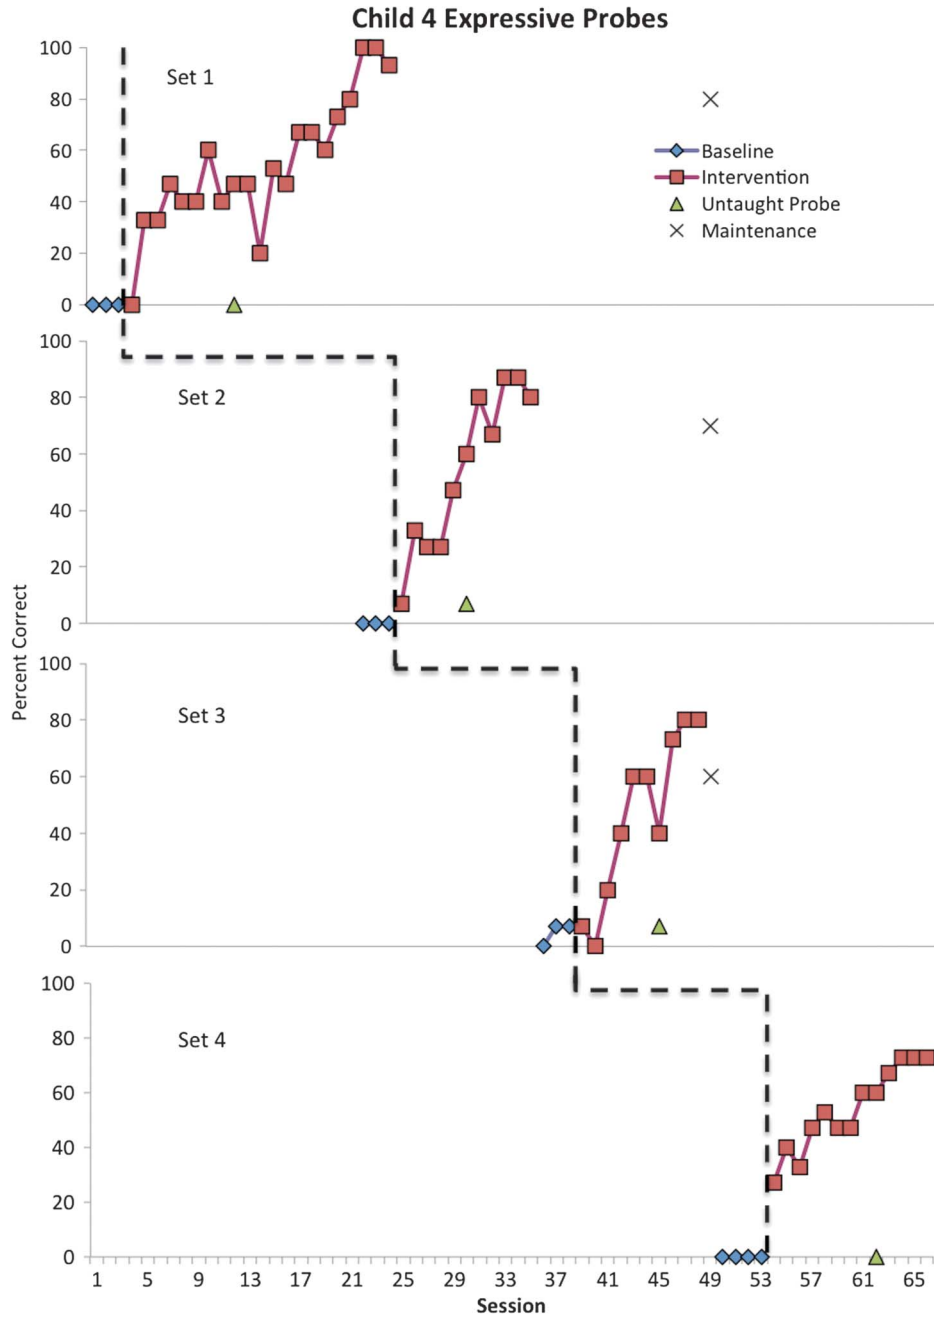 Child 4 Expressive Probes
100
80
60
40
20
0
Set 1
Baseline
Intervention
Untaught Probe
Maintenance
100
80
60
40
20
0
Set 2
Percent Correct
100
80
60
40
20
0
Set 3
100
80
60
40
20
0
Set 4
1 5 9 13 17 21 25 29 33 37 41 45 49 53 57 61 65
Session